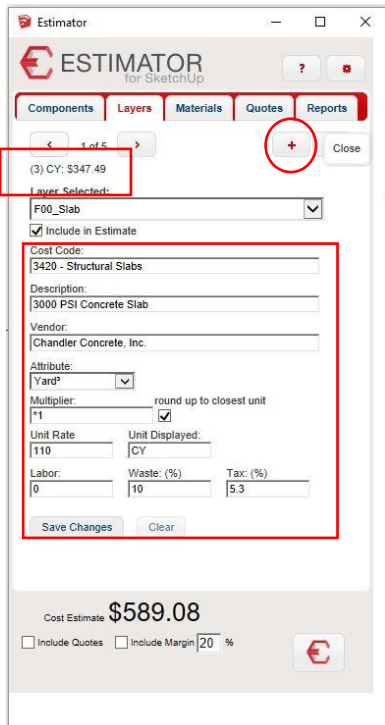 Estimator
ESTIMATOR
for SketchUp
?
Components Layers Materials Quotes Reports
< 1 of 5 > + Close
(3) CY: $347.49
Layer Selected:
F00_Slab
Include in Estimate
Cost Code:
3420 - Structural Slabs
Description:
3000 PSI Concrete Slab
Vendor:
Chandler Concrete, Inc.
Attribute:
Yard³
Multiplier: round up to closest unit
*1
Unit Rate Unit Displayed:
110 CY
Labor: Waste: (%) Tax: (%)
0 10 5.3
Save Changes Clear
Cost Estimate $589.08
Include Quotes Include Margin 20 %